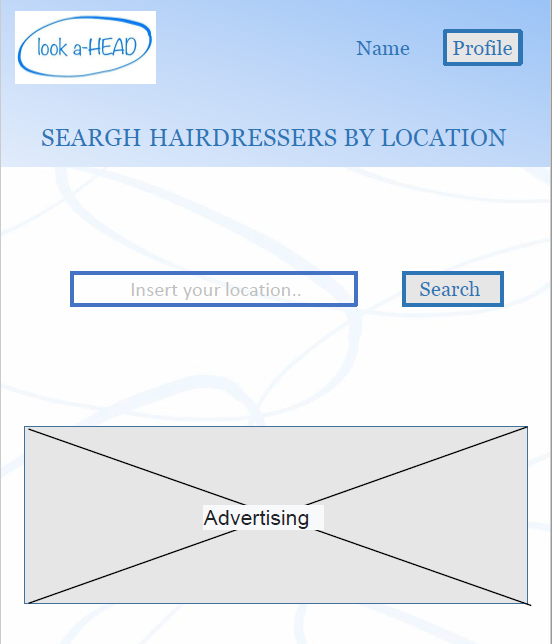 look a-HEAD
Name
Profile
SEARGH HAIRDRESSERS BY LOCATION
Insert your location..
Search
Advertising